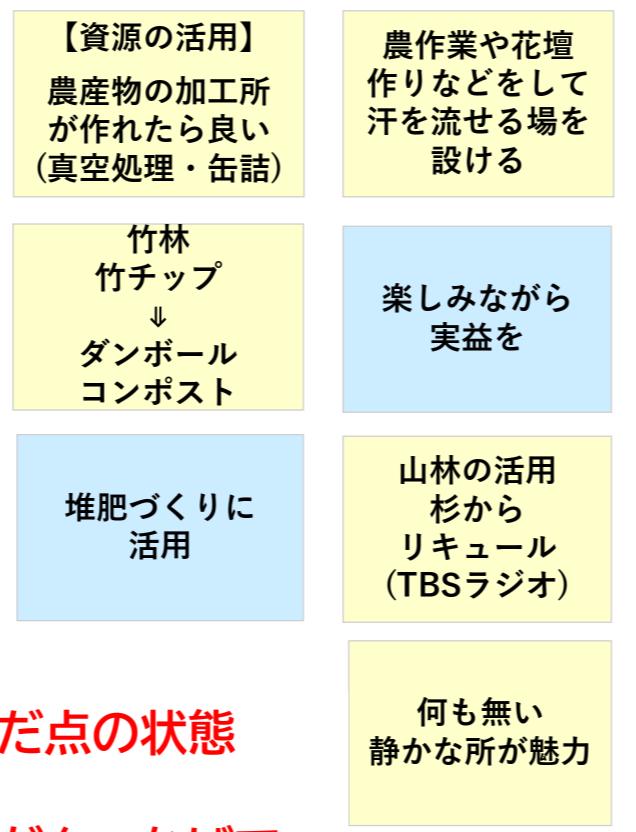 【資源の活用】
農産物の加工所
が作れたら良い
(真空処理・缶詰)
農作業や花壇
作りなどをして
汗を流せる場を
設ける
竹林
竹チップ
⇓
ダンボール
コンポスト
楽しみながら
実益を
堆肥づくりに
活用
山林の活用
杉から
リキュール
(TBSラジオ)
何も無い
静かな所が魅力
だ点の状態